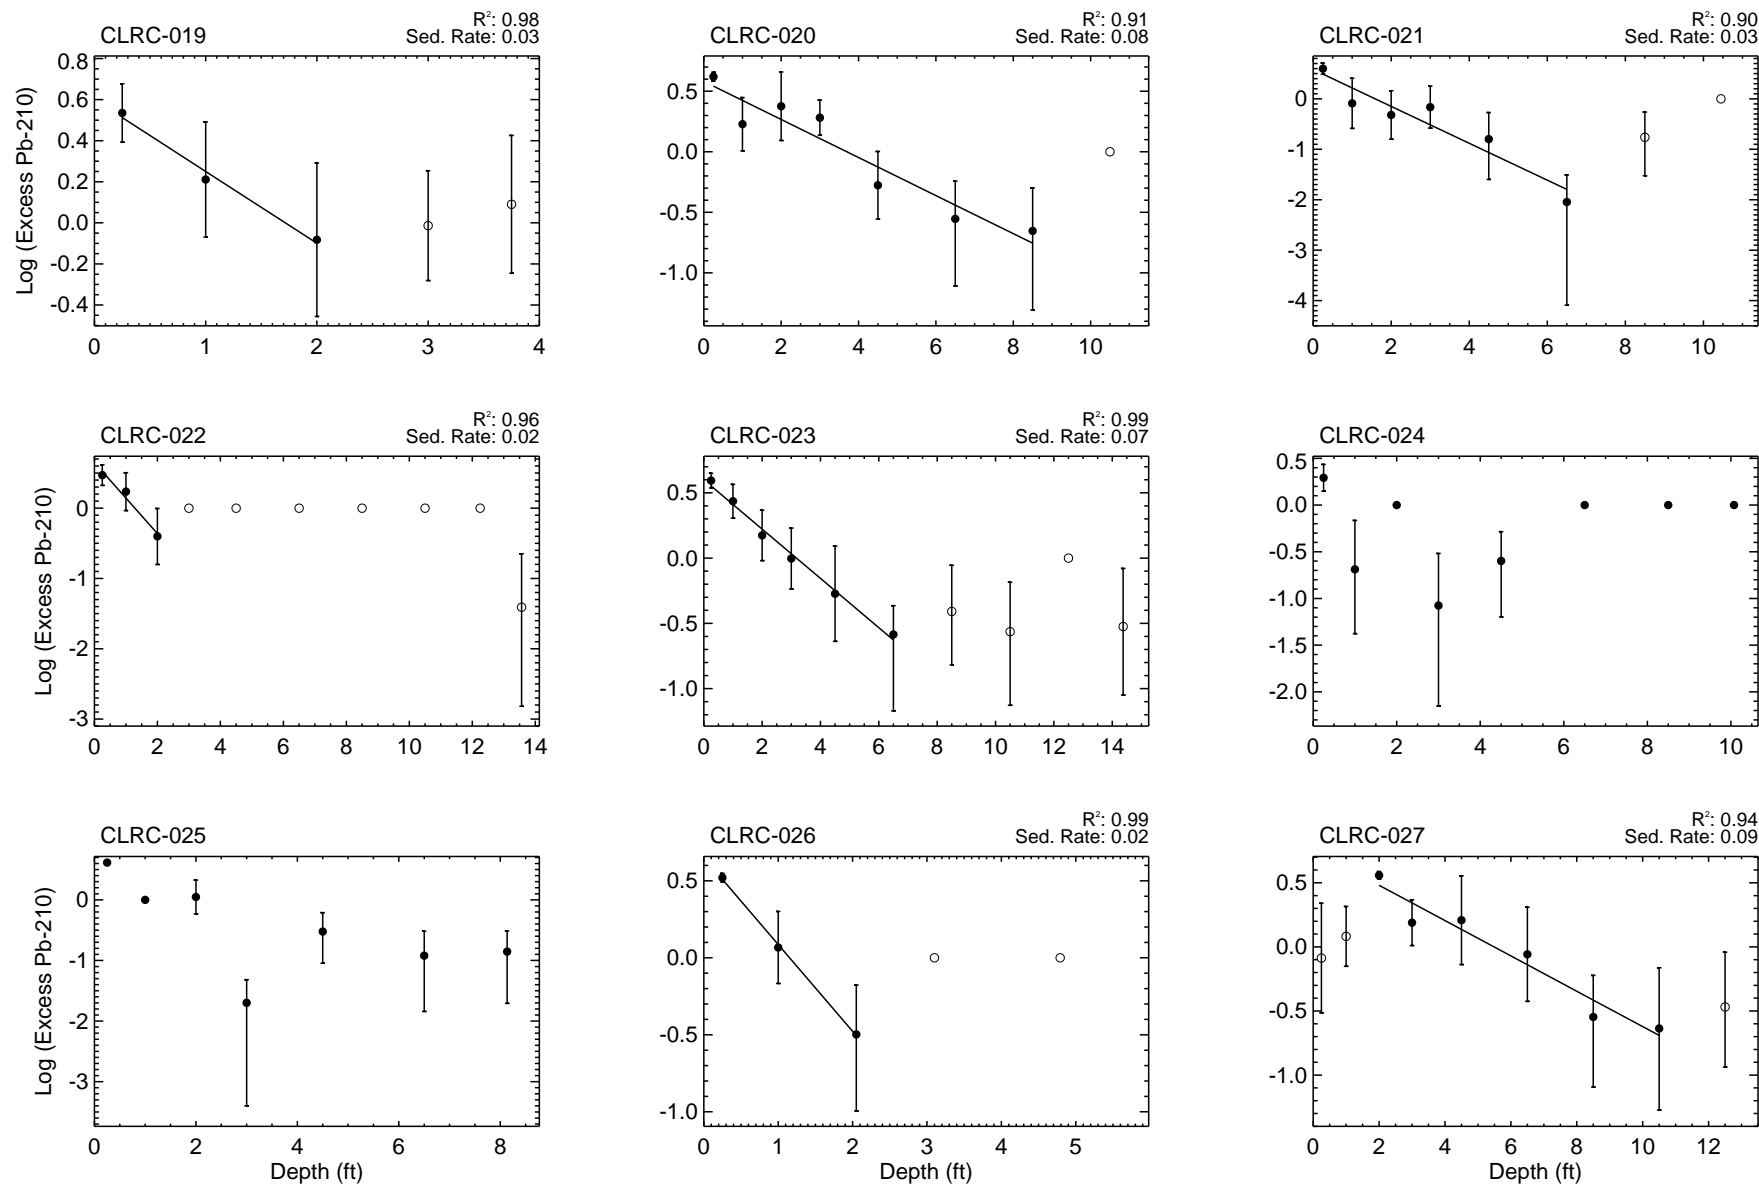 CLRC-019
R²: 0.98
Sed. Rate: 0.03
Log (Excess Pb-210)
0.8
0.6
0.4
0.2
0.0
-0.2
-0.4
0 1 2 3 4
CLRC-020
R²: 0.91
Sed. Rate: 0.08
0.5
0.0
-0.5
-1.0
0 2 4 6 8 10
CLRC-021
R²: 0.90
Sed. Rate: 0.03
0
-1
-2
-3
-4
0 2 4 6 8 10
CLRC-022
R²: 0.96
Sed. Rate: 0.02
Log (Excess Pb-210)
0
-1
-2
-3
0 2 4 6 8 10 12 14
CLRC-023
R²: 0.99
Sed. Rate: 0.07
0.5
0.0
-0.5
-1.0
0 2 4 6 8 10 12 14
CLRC-024
0.5
0.0
-0.5
-1.0
-1.5
-2.0
0 2 4 6 8 10
CLRC-025
Log (Excess Pb-210)
0
-1
-2
-3
0 2 4 6 8
Depth (ft)
CLRC-026
R²: 0.99
Sed. Rate: 0.02
0.5
0.0
-0.5
-1.0
0 1 2 3 4 5
Depth (ft)
CLRC-027
R²: 0.94
Sed. Rate: 0.09
0.5
0.0
-0.5
-1.0
0 2 4 6 8 10 12
Depth (ft)